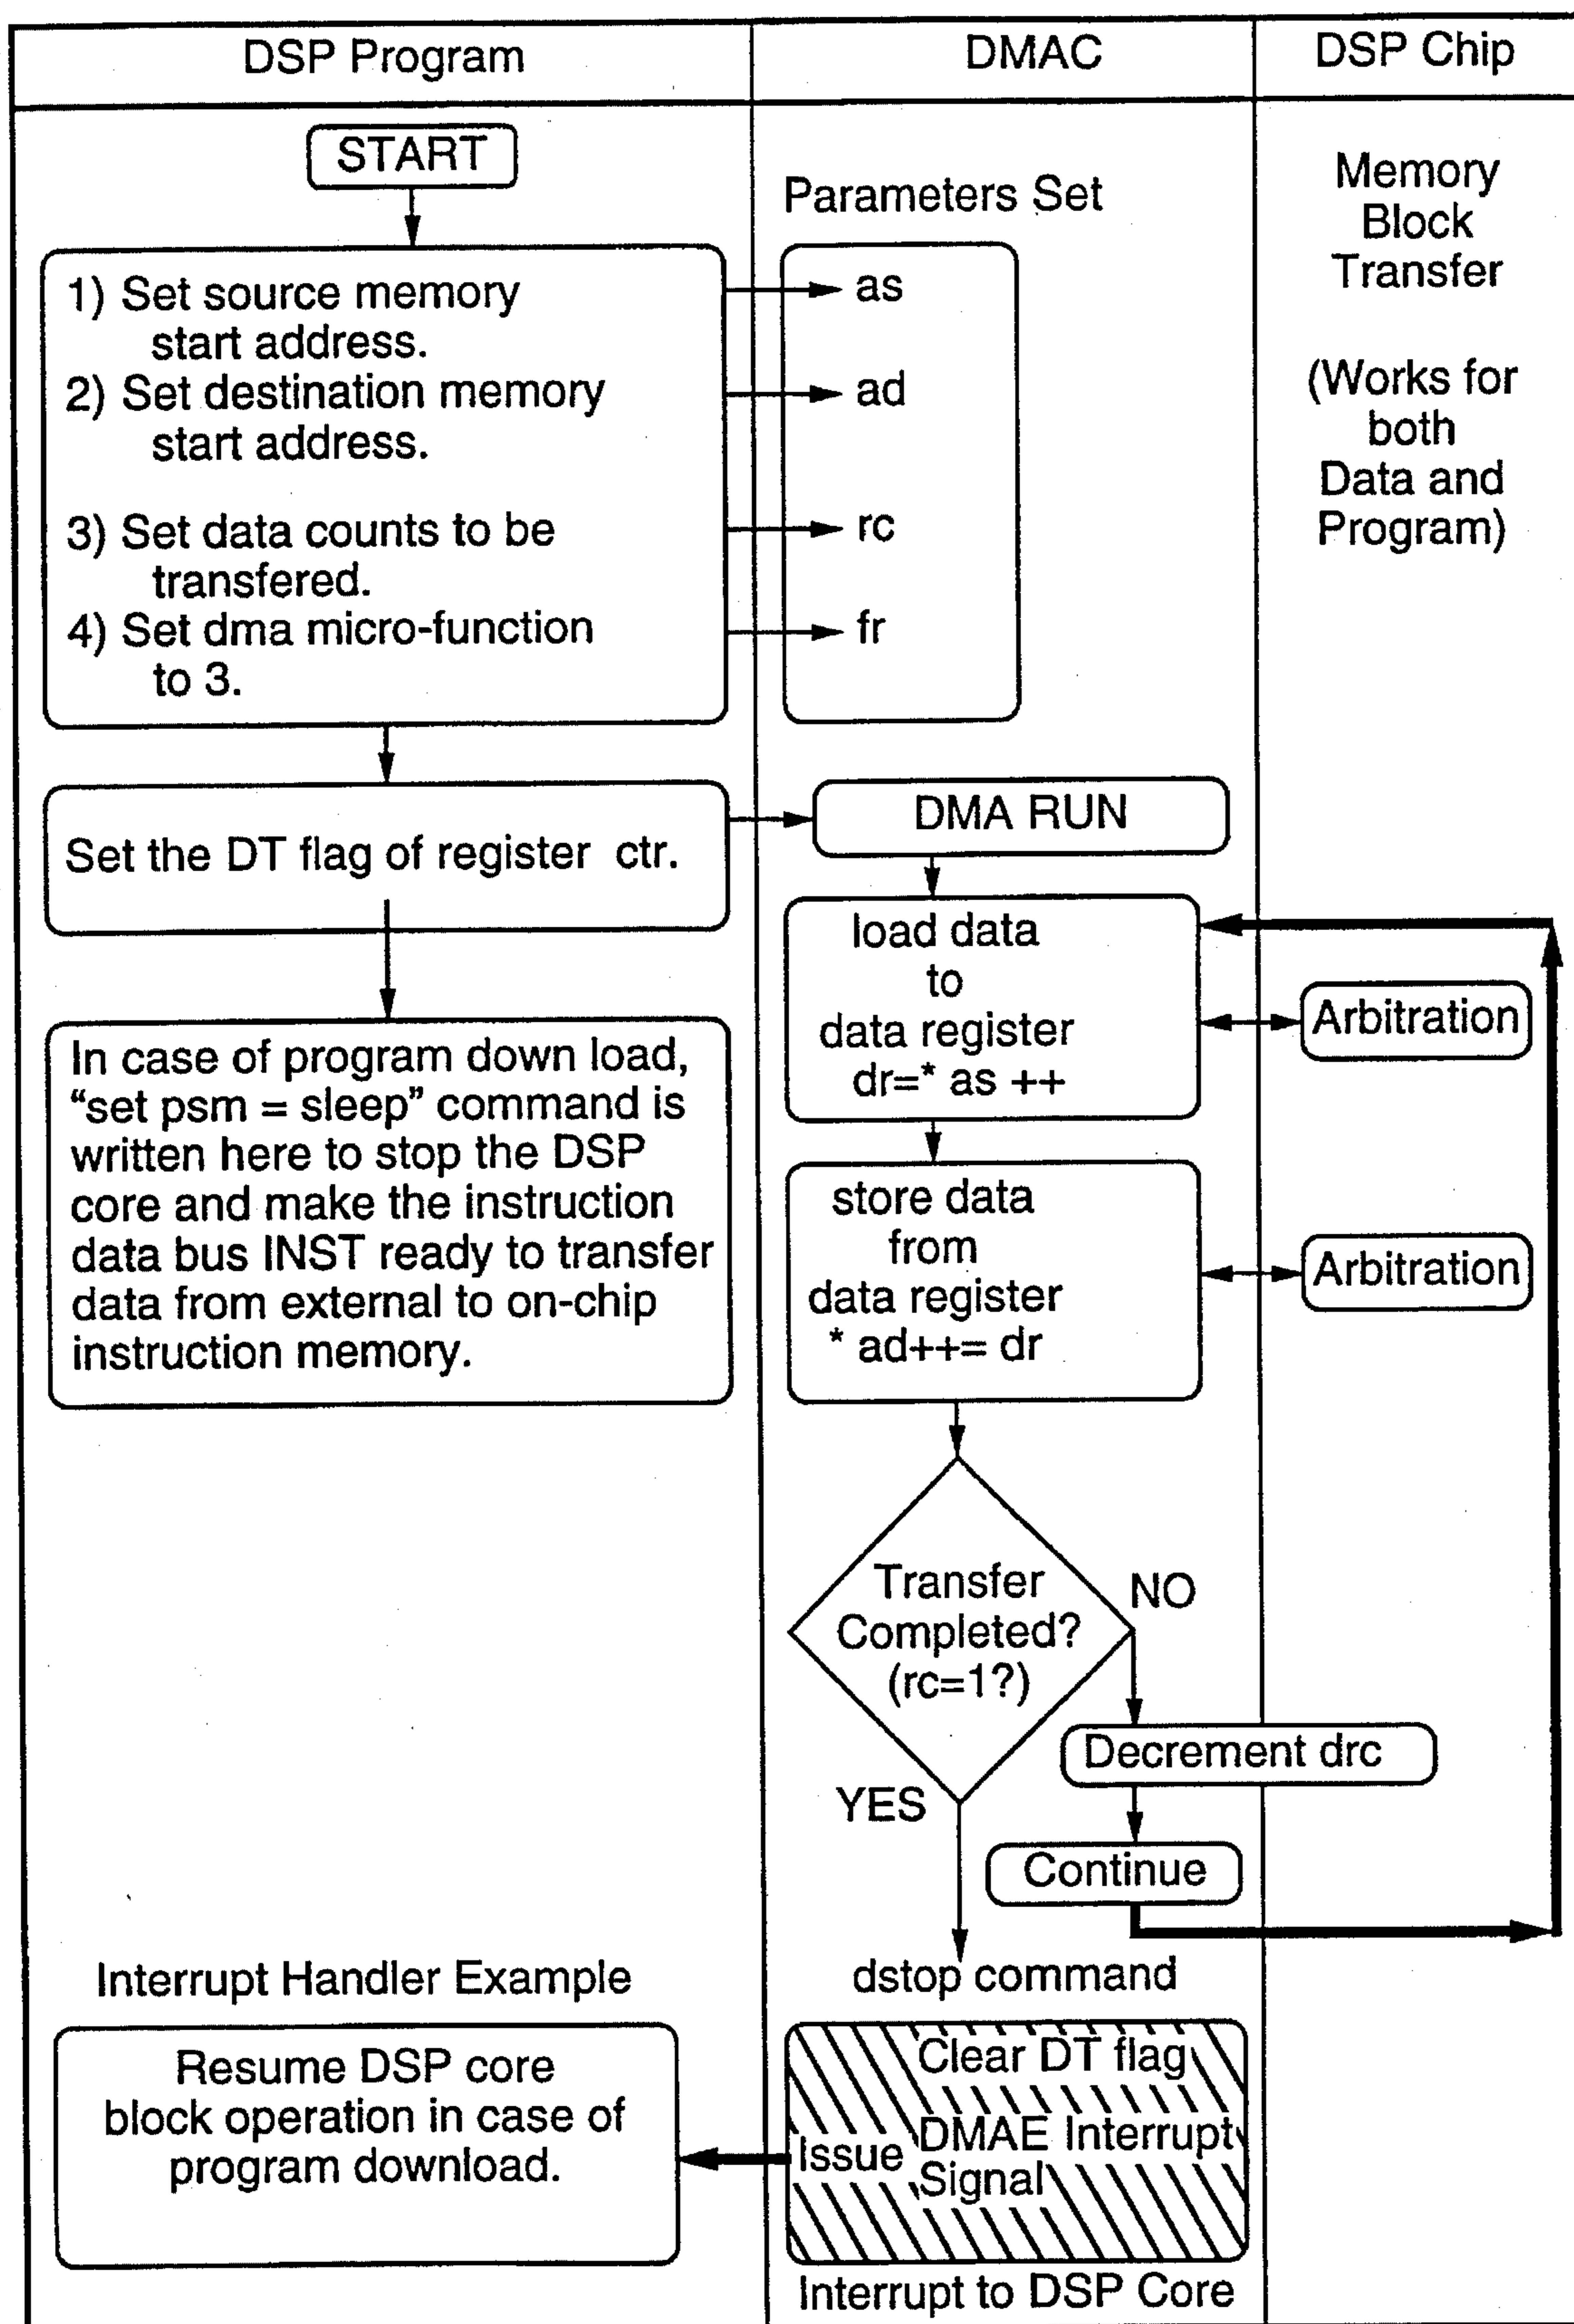 DSP Program
DMAC
DSP Chip
START
Parameters Set
Memory
Block
Transfer
(Works for
both
Data and
Program)
1) Set source memory
start address.
2) Set destination memory
start address.
3) Set data counts to be
transfered.
4) Set dma micro-function
to 3.
as
ad
rc
fr
Set the DT flag of register ctr.
DMA RUN
load data
to
data register
dr=* as ++
Arbitration
In case of program down load,
“set psm = sleep” command is
written here to stop the DSP
core and make the instruction
data bus INST ready to transfer
data from external to on-chip
instruction memory.
store data
from
data register
* ad++= dr
Arbitration
Transfer
Completed?
(rc=1?)
NO
YES
Decrement drc
Continue
dstop command
Interrupt Handler Example
Resume DSP core
block operation in case of
program download.
Clear DT flag
Issue
DMAE Interrupt
Signal
Interrupt to DSP Core